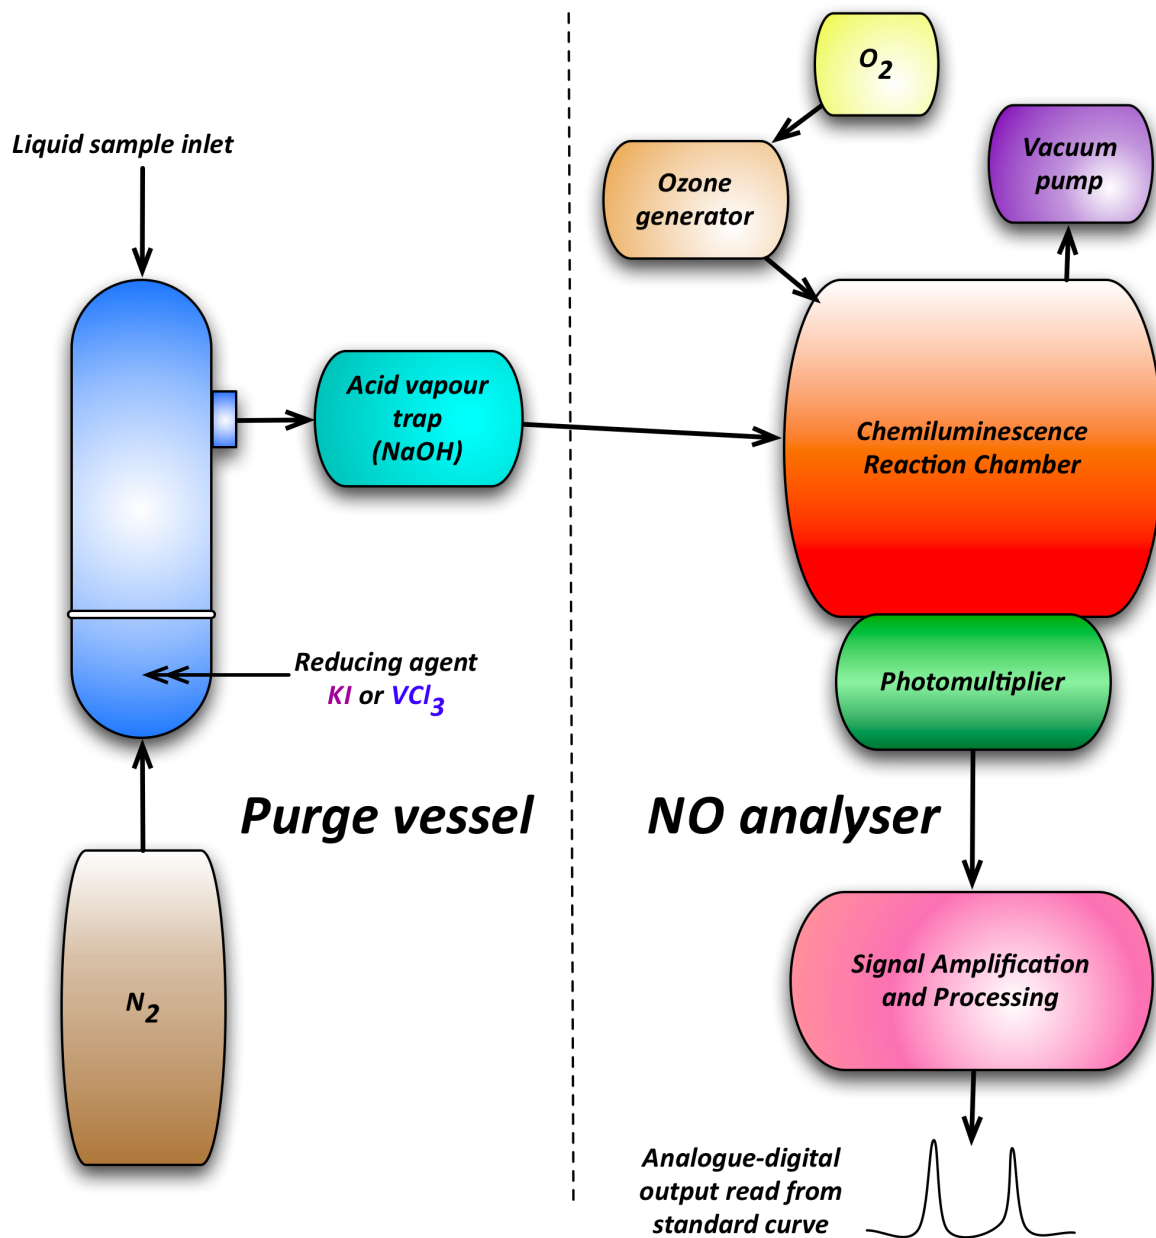 O2
Vacuum
pump
Liquid sample inlet
Ozone
generator
Acid vapour
trap
(NaOH)
Chemiluminescence
Reaction Chamber
Reducing agent
KI or VCl3
Photomultiplier
Purge vessel
NO analyser
N2
Signal Amplification
and Processing
Analogue-digital
output read from
standard curve